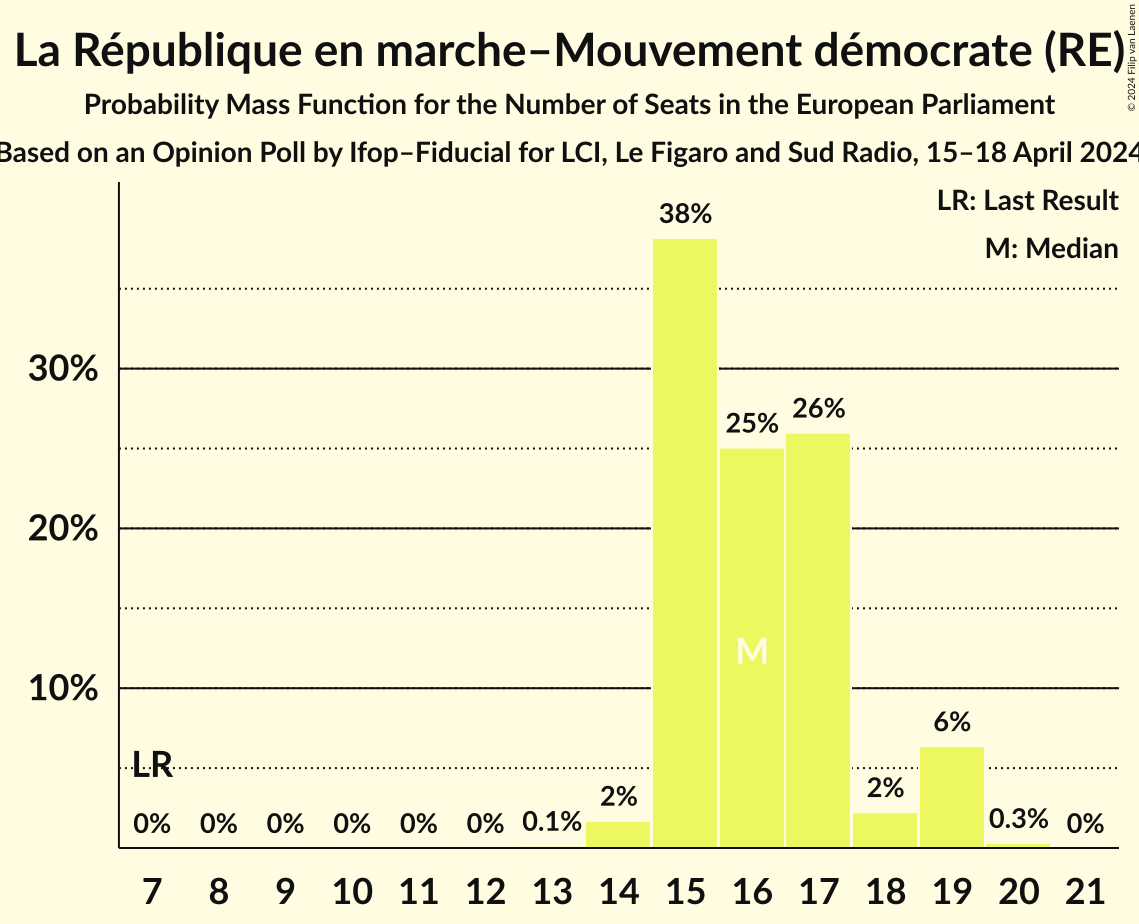 La République en marche–Mouvement démocrate (RE)
Probability Mass Function for the Number of Seats in the European Parliament
Based on an Opinion Poll by Ifop–Fiducial for LCI, Le Figaro and Sud Radio, 15–18 April 2024
© 2024 Filip van Laenen
LR: Last Result
M: Median
38%
30%
25%
26%
20%
M
10%
6%
LR
2%
2%
0%
0%
0%
0%
0%
0%
0.1%
0.3%
0%
7 8 9 10 11 12 13 14 15 16 17 18 19 20 21